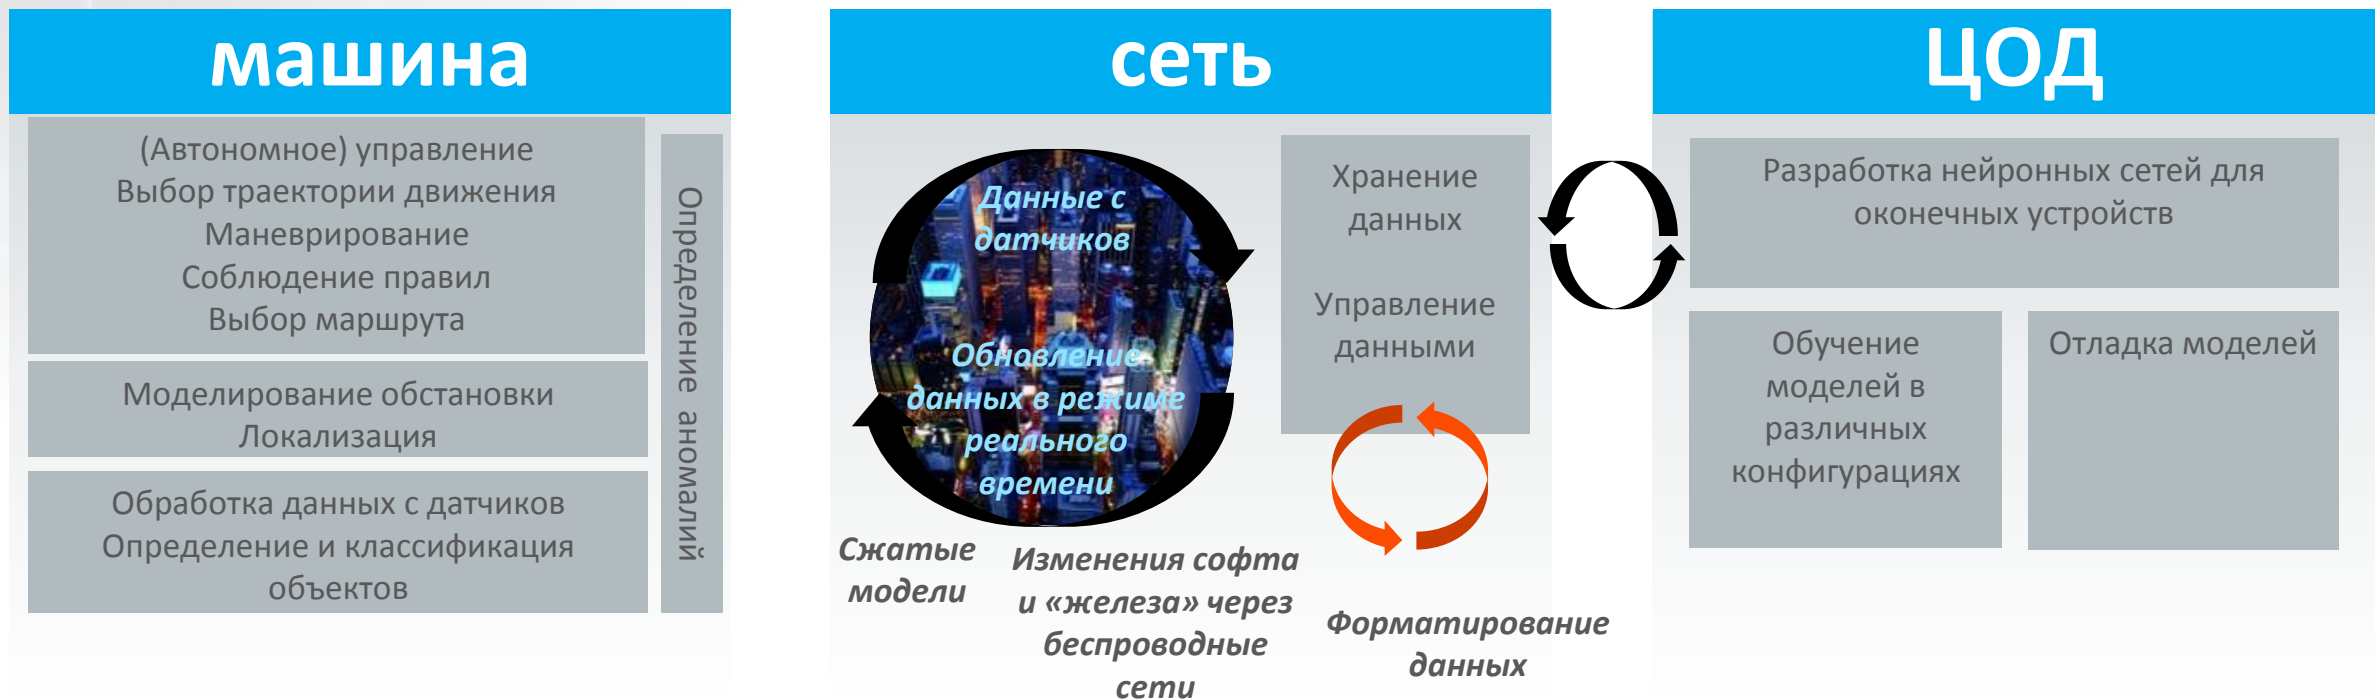 машина
(Автономное) управление
Выбор траектории движения
Маневрирование
Соблюдение правил
Выбор маршрута
Моделирование обстановки
Локализация
Обработка данных с датчиков
Определение и классификация
объектов
Определение аномалий
сеть
Данные с
датчиков
Обновление
данных в режиме
реального
времени
Сжатые
модели
Изменения софта
и «железа» через
беспроводные
сети
Хранение
данных
Управление
данными
Форматирование
данных
ЦОД
Разработка нейронных сетей для
оконечных устройств
Обучение
моделей в
различных
конфигурациях
Отладка моделей